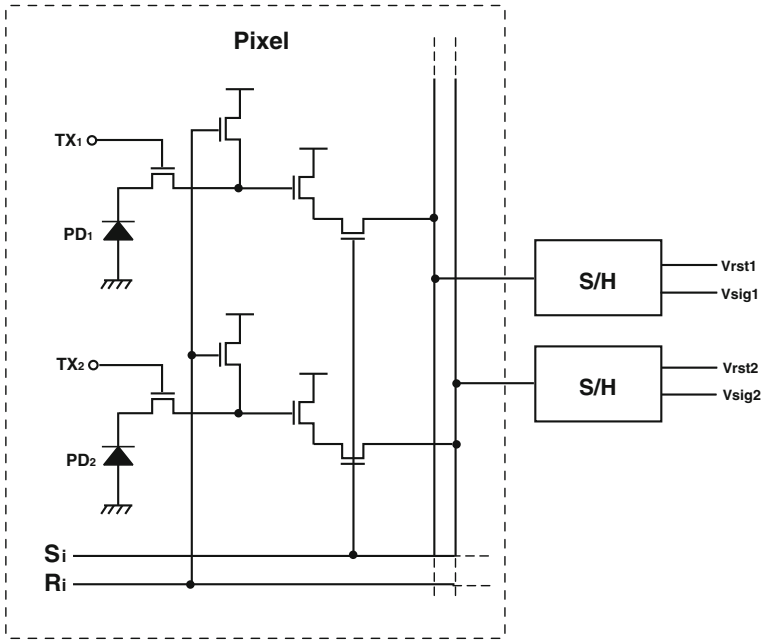 Pixel
TX1
PD1
S/H
Vrst1
Vsig1
TX2
PD2
S/H
Vrst2
Vsig2
Si
Ri